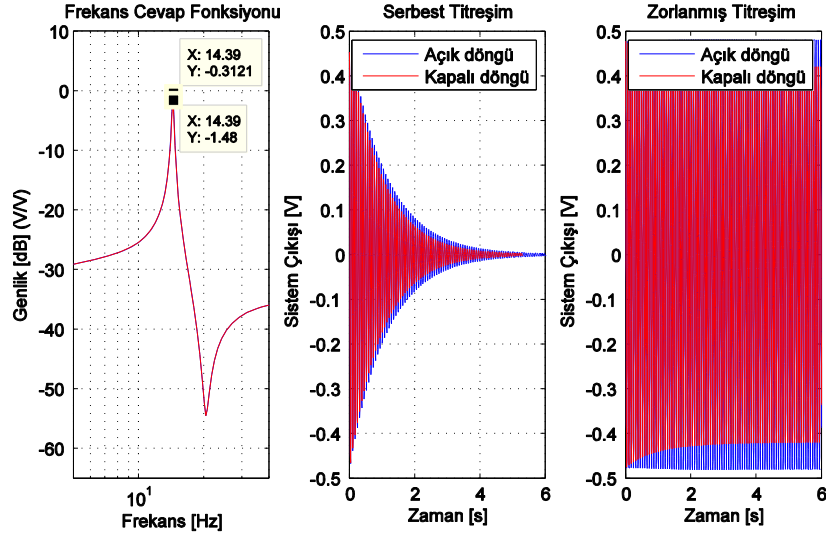 Frekans Cevap Fonksiyonu
10
0
-10
-20
-30
-40
-50
-60
X: 14.39
Y: -0.3121
X: 14.39
Y: -1.48
10¹
Genlik [dB] (V/V)
Frekans [Hz]
Serbest Titreşim
Açık döngü
Kapalı döngü
0.5
0.4
0.3
0.2
0.1
0
-0.1
-0.2
-0.3
-0.4
-0.5
0
2
4
6
Sistem Çıkışı [V]
Zaman [s]
Zorlanmış Titreşim
Açık döngü
Kapalı döngü
0.5
0.4
0.3
0.2
0.1
0
-0.1
-0.2
-0.3
-0.4
-0.5
0
2
4
6
Sistem Çıkışı [V]
Zaman [s]